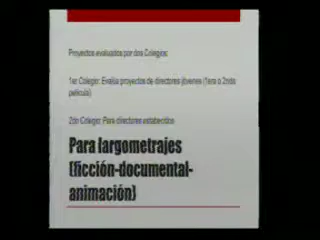 Proyectos evaluados por dos Colegios:
1er Colegio: Evalúa proyectos de directores jóvenes (1era o 2nda
película)
2do Colegio: Para directores establecidos
Para largometrajes
(ficción-documental-
animación)